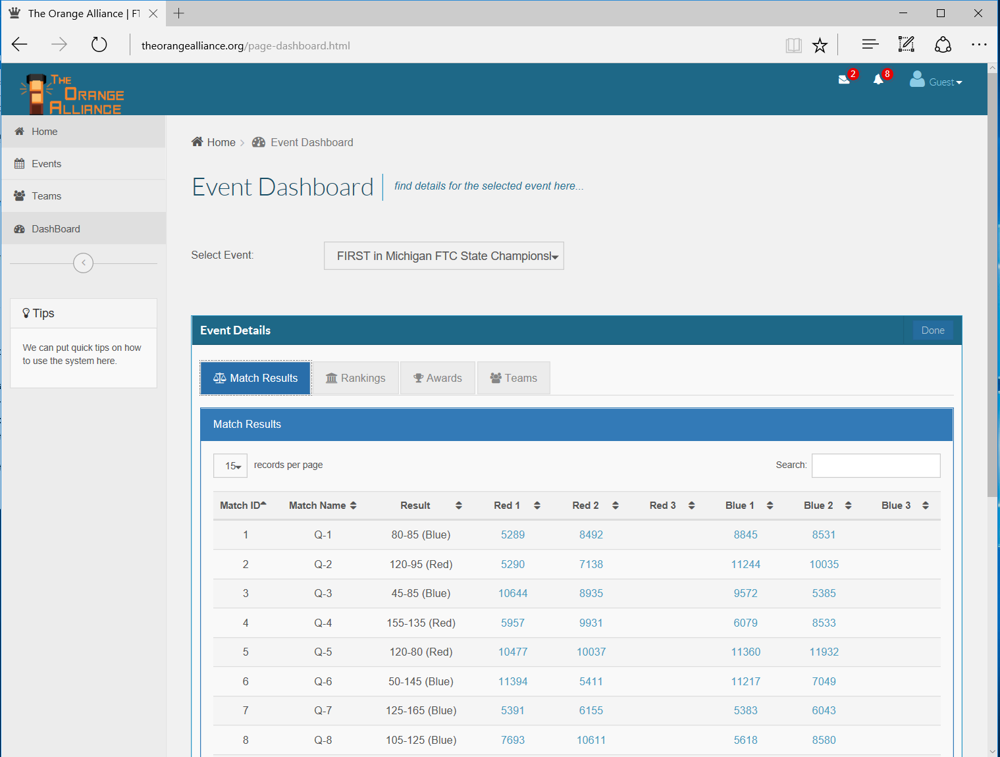 The Orange Alliance | FT
theorangealliance.org/page-dashboard.html
THE
ORANGE
ALLIANCE
2
8
Guest
Home
Events
Teams
DashBoard
Tips
We can put quick tips on how
to use the system here.
Home > Event Dashboard
Event Dashboard find details for the selected event here...
Select Event: FIRST in Michigan FTC State Championsl
Event Details Done
Match Results Rankings Awards Teams
Match Results
15 records per page Search:
Match ID Match Name Result Red 1 Red 2 Red 3 Blue 1 Blue 2 Blue 3
1 Q-1 80-85 (Blue) 5289 8492 8845 8531
2 Q-2 120-95 (Red) 5290 7138 11244 10035
3 Q-3 45-85 (Blue) 10644 8935 9572 5385
4 Q-4 155-135 (Red) 5957 9931 6079 8533
5 Q-5 120-80 (Red) 10477 10037 11360 11932
6 Q-6 50-145 (Blue) 11394 5411 11217 7049
7 Q-7 125-165 (Blue) 5391 6155 5383 6043
8 Q-8 105-125 (Blue) 7693 10611 5618 8580